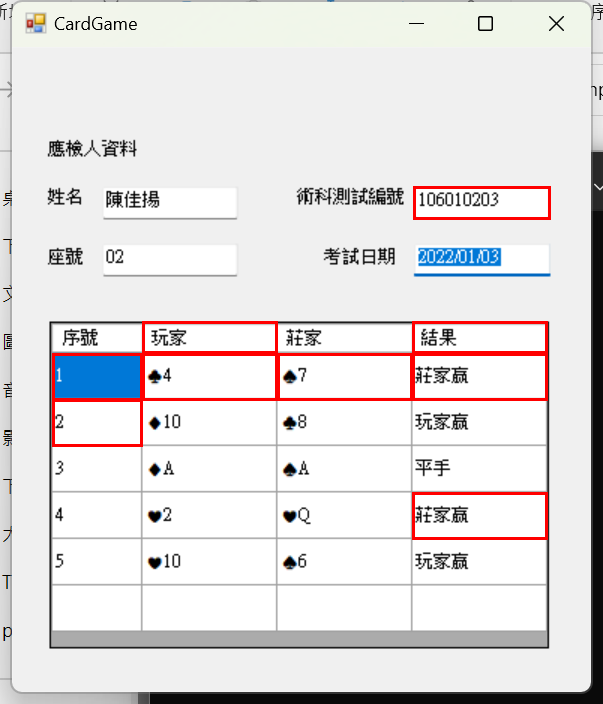 CardGame
應檢人資料
姓名 陳佳揚 術科測試編號 106010203
座號 02 考試日期 2022/01/03
序號 玩家 莊家 結果
1 ♣4 ♠7 莊家贏
2 ♦10 ♠8 玩家贏
3 ♦A ♠A 平手
4 ♥2 ♥Q 莊家贏
5 ♥10 ♠6 玩家贏